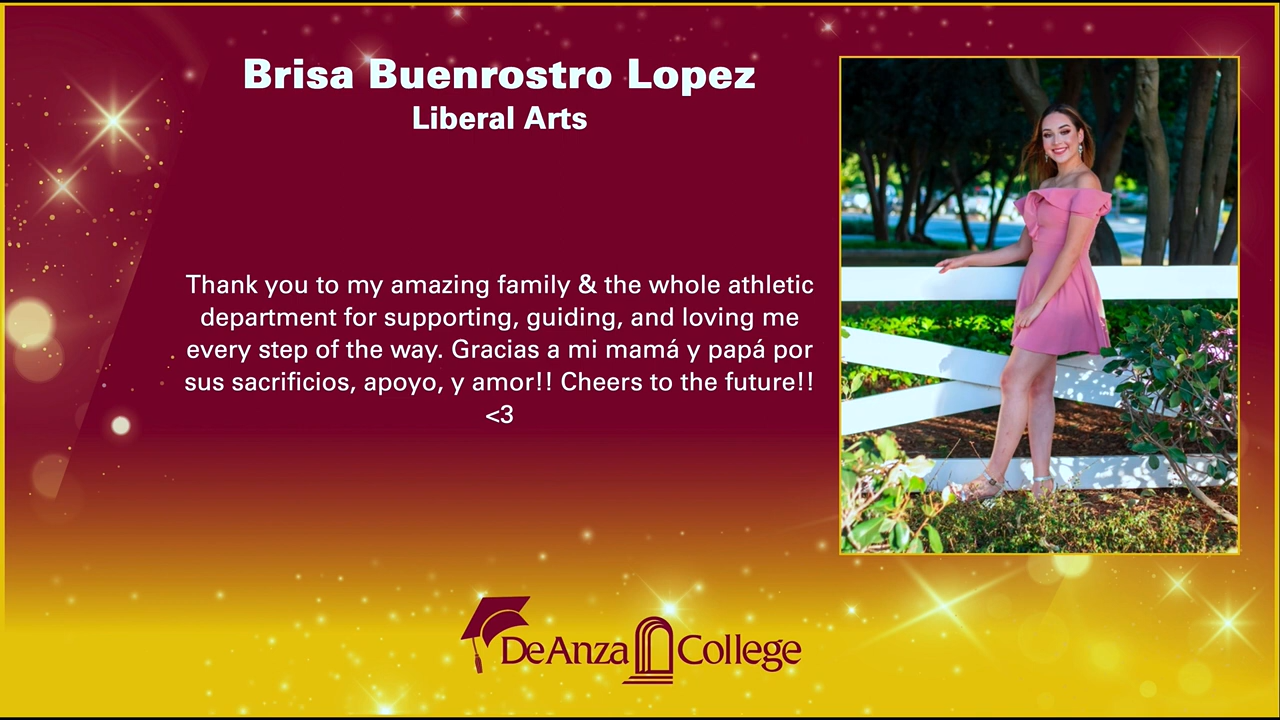 Brisa Buenrostro Lopez
Liberal Arts
Thank you to my amazing family & the whole athletic
department for supporting, guiding, and loving me
every step of the way. Gracias a mi mamá y papá por
sus sacrificios, apoyo, y amor!! Cheers to the future!!
<3
DeAnza College